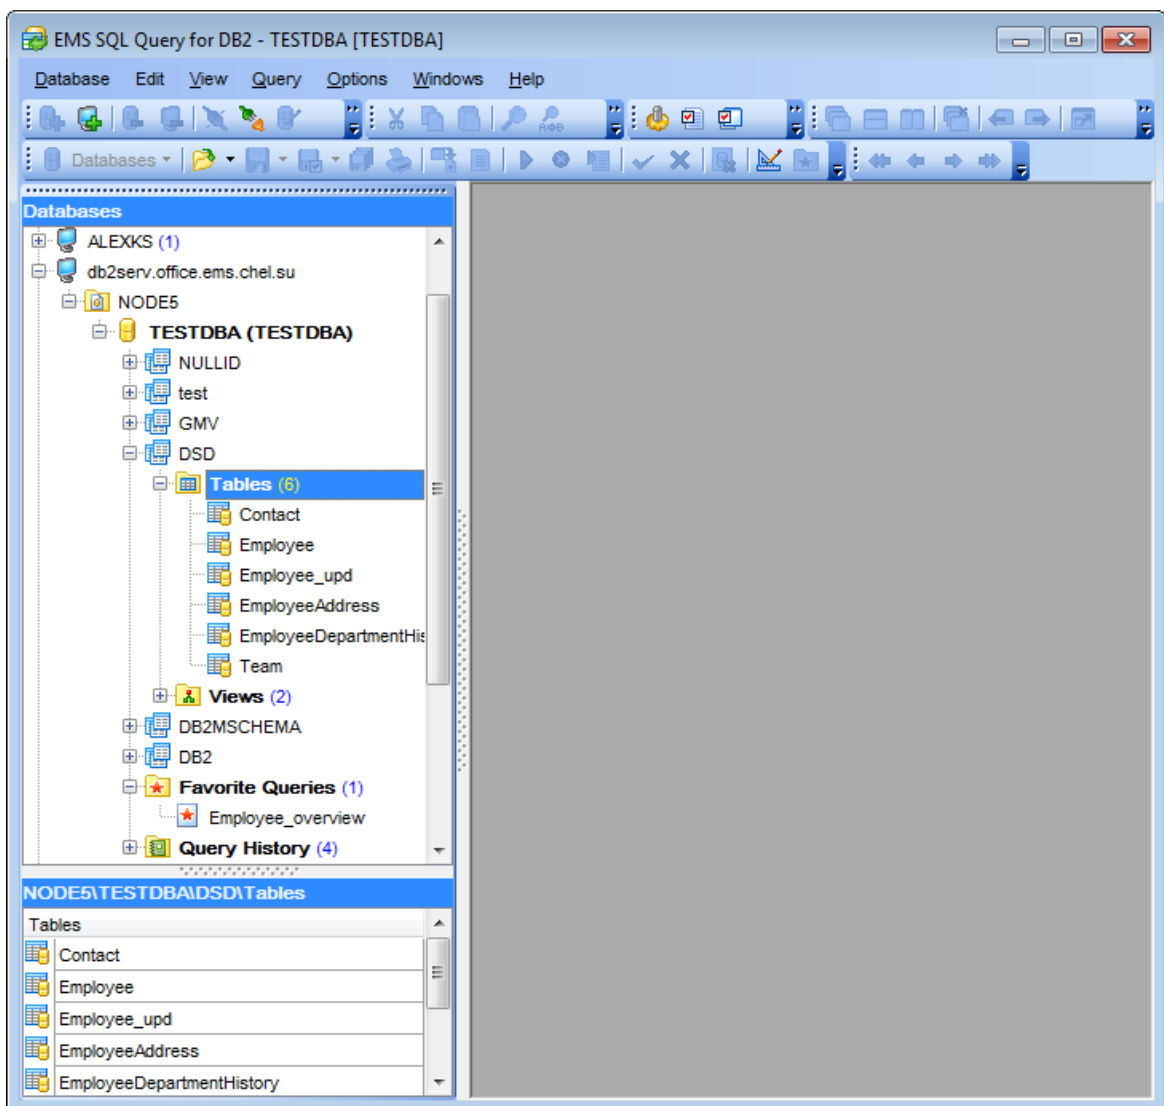 EMS SQL Query for DB2 - TESTDBA [TESTDBA]
Database Edit View Query Options Windows Help
Databases
Databases
ALEXKS (1)
db2serv.office.ems.chel.su
NODE5
TESTDBA (TESTDBA)
NULLID
test
GMV
DSD
Tables (6)
Contact
Employee
Employee_upd
EmployeeAddress
EmployeeDepartmentHis
Team
Views (2)
DB2MSCHEMA
DB2
Favorite Queries (1)
Employee_overview
Query History (4)
NODE5\TESTDBA\DSD\Tables
Tables
Contact
Employee
Employee_upd
EmployeeAddress
EmployeeDepartmentHistory